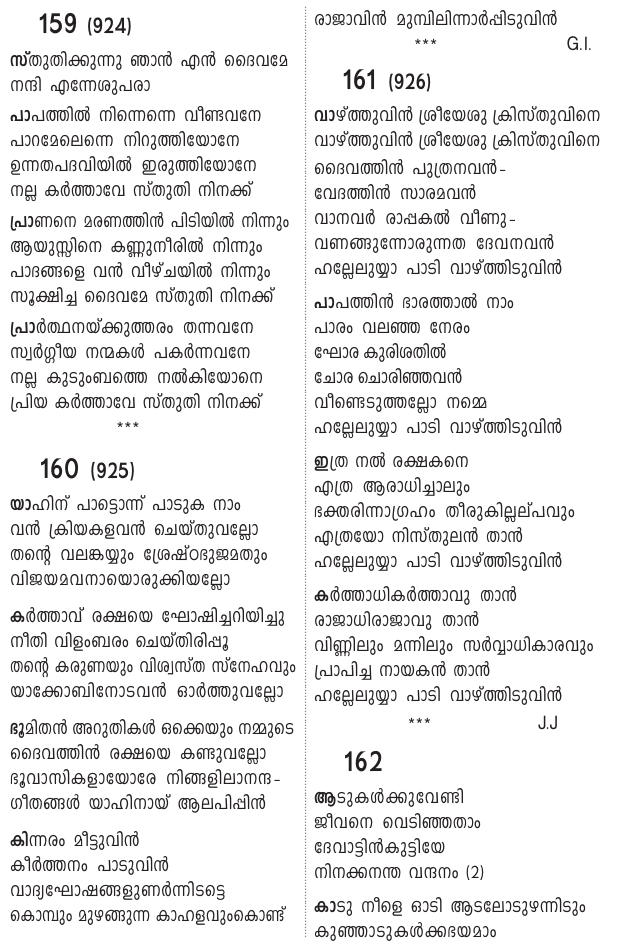 159 (924)
സ്തുതിക്കുന്നു ഞാൻ എൻ ദൈവമേ
നന്ദി എന്നേശുപരാ
പാപത്തിൽ നിന്നെന്നെ വീണ്ടവനേ
പാറമേലെന്നെ നിറുത്തിയോനേ
ഉന്നതപദവിയിൽ ഇരുത്തിയോനേ
നല്ല കർത്താവേ സ്തുതി നിനക്ക്
പ്രാണനെ മരണത്തിൻ പിടിയിൽ നിന്നും
ആയുസ്സിനെ കണ്ണുനീരിൽ നിന്നും
പാദങ്ങളെ വൻ വീഴ്ചയിൽ നിന്നും
സൂക്ഷിച്ച ദൈവമേ സ്തുതി നിനക്ക്
പ്രാർത്ഥനയ്ക്കുത്തരം തന്നവനേ
സ്വർഗ്ഗീയ നന്മകൾ പകർന്നവനേ
നല്ല കുടുംബത്തെ നൽകിയോനെ
പ്രിയ കർത്താവേ സ്തുതി നിനക്ക്
***
160 (925)
യാഹിന് പാട്ടൊന്ന് പാടുക നാം
വൻ ക്രിയകളവൻ ചെയ്തുവല്ലോ
തന്റെ വലങ്കയ്യും ശ്രേഷ്ഠഭുജമതും
വിജയമവനായൊരുക്കിയല്ലോ
കർത്താവ് രക്ഷയെ ഘോഷിച്ചറിയിച്ചു
നീതി വിളംബരം ചെയ്തിരിപ്പൂ
തന്റെ കരുണയും വിശ്വസ്ത സ്നേഹവും
യാക്കോബിനോടവൻ ഓർത്തുവല്ലോ
ഭൂമിതൻ അറുതികൾ ഒക്കെയും നമ്മുടെ
ദൈവത്തിൻ രക്ഷയെ കണ്ടുവല്ലോ
ഭൂവാസികളായോരേ നിങ്ങളിലാനന്ദ-
ഗീതങ്ങൾ യാഹിനായ് ആലപിപ്പിൻ
കിന്നരം മീട്ടുവിൻ
കീർത്തനം പാടുവിൻ
വാദ്യഘോഷങ്ങളുണർന്നിടട്ടെ
കൊമ്പും മുഴങ്ങുന്ന കാഹളവുംകൊണ്ട്
രാജാവിൻ മുമ്പിലിന്നാർപ്പിടുവിൻ
*** G.I.
161 (926)
വാഴ്ത്തുവിൻ ശ്രീയേശു ക്രിസ്തുവിനെ
വാഴ്ത്തുവിൻ ശ്രീയേശു ക്രിസ്തുവിനെ
ദൈവത്തിൻ പുത്രനവൻ-
വേദത്തിൻ സാരമവൻ
വാനവർ രാപ്പകൽ വീണു-
വണങ്ങുന്നോരുന്നത ദേവനവൻ
ഹല്ലേലുയ്യാ പാടി വാഴ്ത്തിടുവിൻ
പാപത്തിൻ ഭാരത്താൽ നാം
പാരം വലഞ്ഞ നേരം
ഘോര കുരിശതിൽ
ചോര ചൊരിഞ്ഞവൻ
വീണ്ടെടുത്തല്ലോ നമ്മെ
ഹല്ലേലുയ്യാ പാടി വാഴ്ത്തിടുവിൻ
ഇത്ര നൽ രക്ഷകനെ
എത്ര ആരാധിച്ചാലും
ഭക്തരിന്നാഗ്രഹം തീരുകില്ലല്പവും
എത്രയോ നിസ്തുലൻ താൻ
ഹല്ലേലുയ്യാ പാടി വാഴ്ത്തിടുവിൻ
കർത്താധികർത്താവു താൻ
രാജാധിരാജാവു താൻ
വിണ്ണിലും മന്നിലും സർവ്വാധികാരവും
പ്രാപിച്ച നായകൻ താൻ
ഹല്ലേലുയ്യാ പാടി വാഴ്ത്തിടുവിൻ
*** J.J
162
ആടുകൾക്കുവേണ്ടി
ജീവനെ വെടിഞ്ഞതാം
ദേവാട്ടിൻകുട്ടിയേ
നിനക്കനന്ത വന്ദനം (2)
കാടു നീളെ ഓടി ആടലോടുഴന്നിടും
കുഞ്ഞാടുകൾക്കഭയമാം